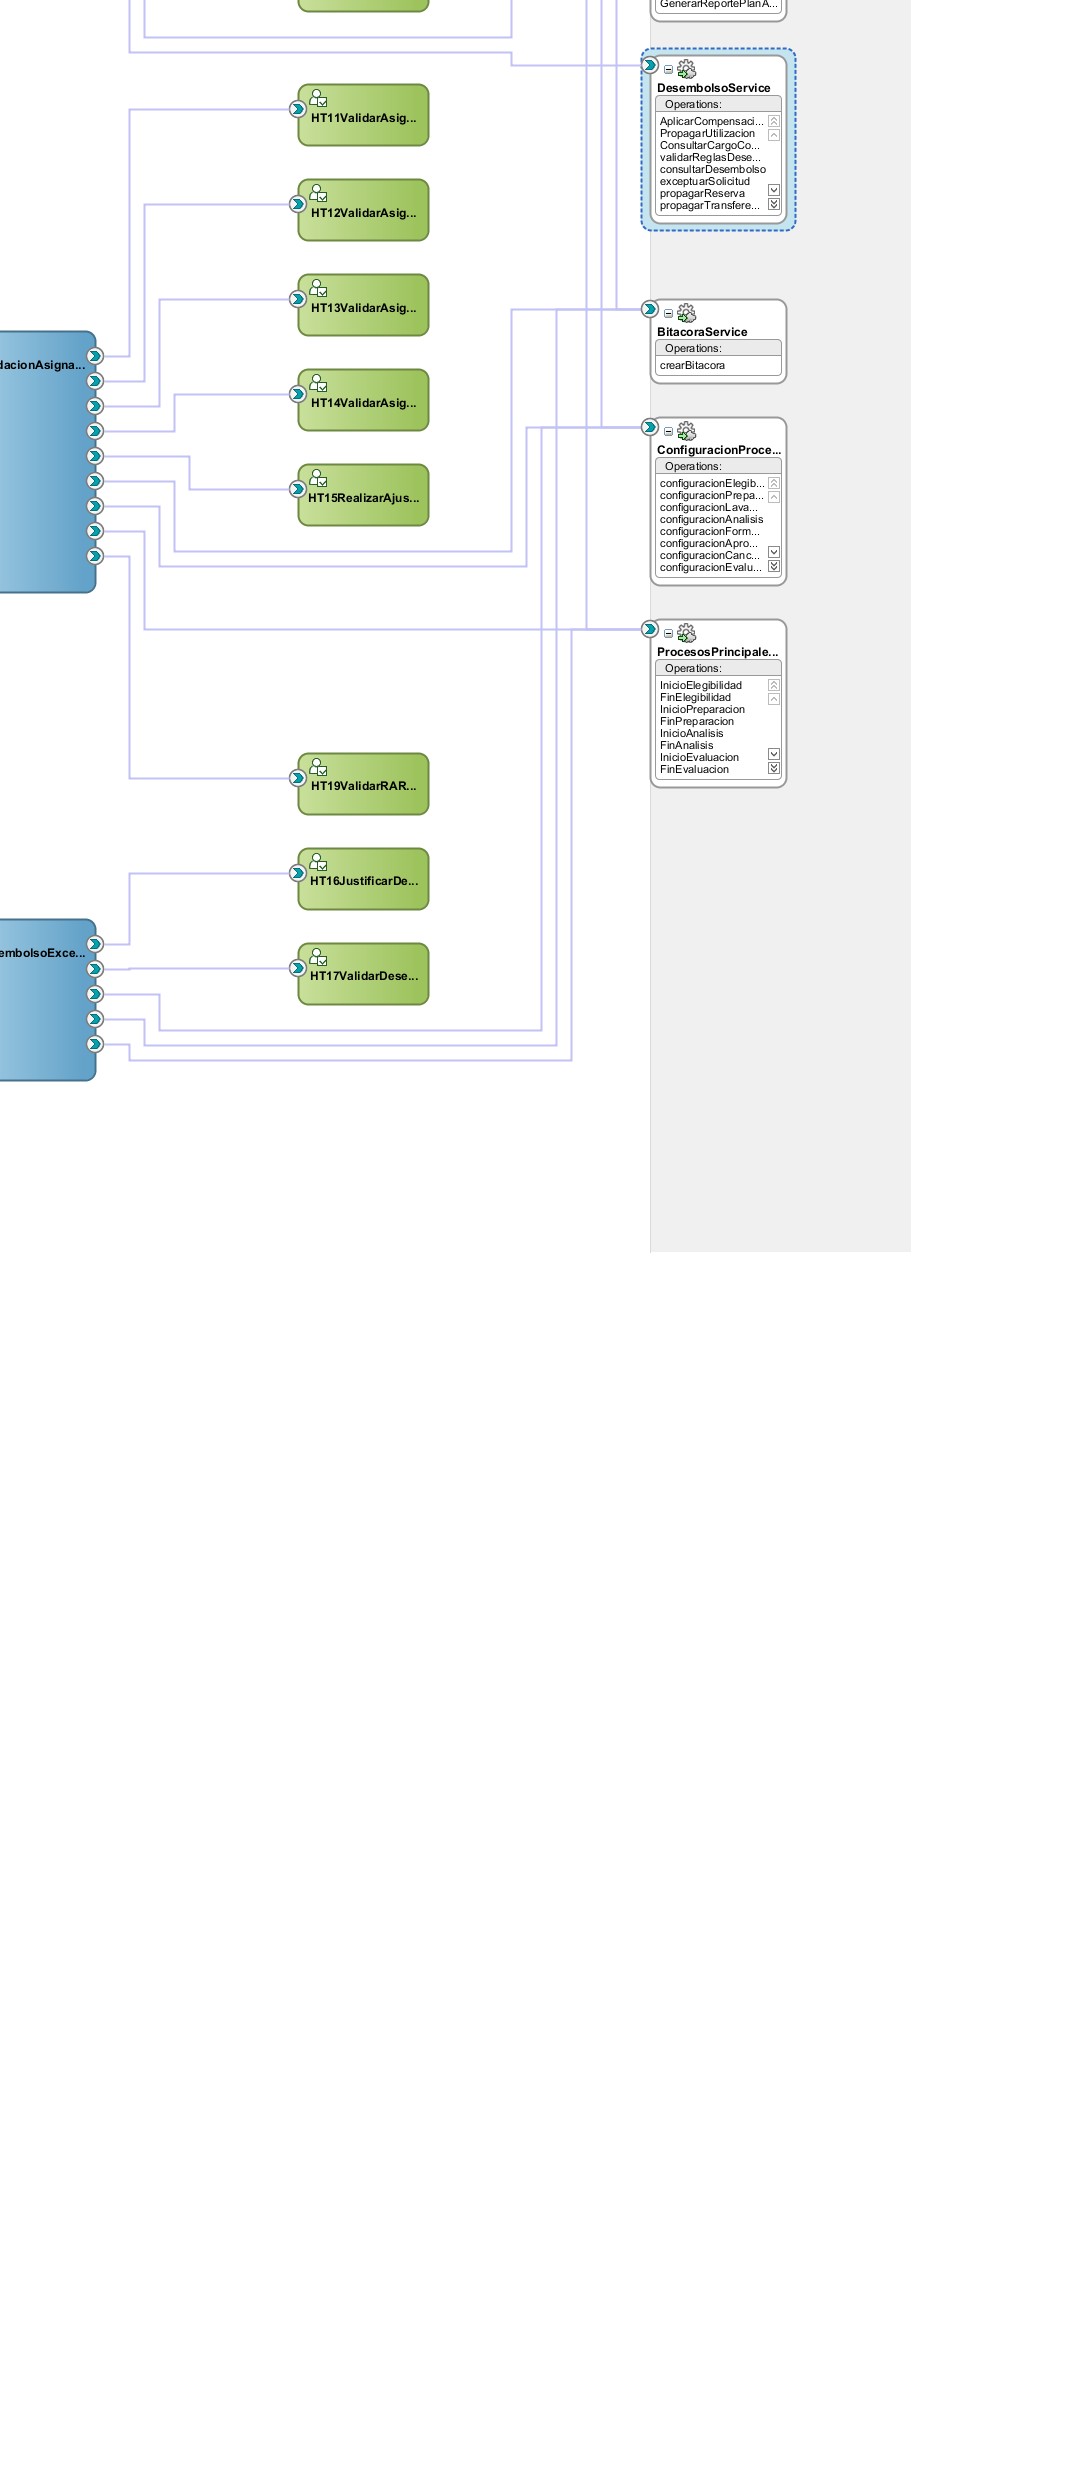 GenerarReportePlanA...
DesembolsoService
Operations:
AplicarCompensaci...
PropagarUtilizacion
ConsultarCargoCo...
validarReglasDese...
consultarDesembolso
exceptuarSolicitud
propagarReserva
propagarTransfere...
HT11ValidarAsig...
HT12ValidarAsig...
HT13ValidarAsig...
BitacoraService
Operations:
crearBitacora
dacionAsigna...
HT14ValidarAsig...
ConfiguracionProce...
Operations:
configuracionElegib...
configuracionPrepa...
configuracionLava...
configuracionAnalisis
configuracionForm...
configuracionApro...
configuracionCanc...
configuracionEvalu...
HT15RealizarAjus...
ProcesosPrincipale...
Operations:
InicioElegibilidad
FinElegibilidad
InicioPreparacion
FinPreparacion
InicioAnalisis
FinAnalisis
InicioEvaluacion
FinEvaluacion
HT19ValidarRAR...
HT16JustificarDe...
embolsoExce...
HT17ValidarDese...